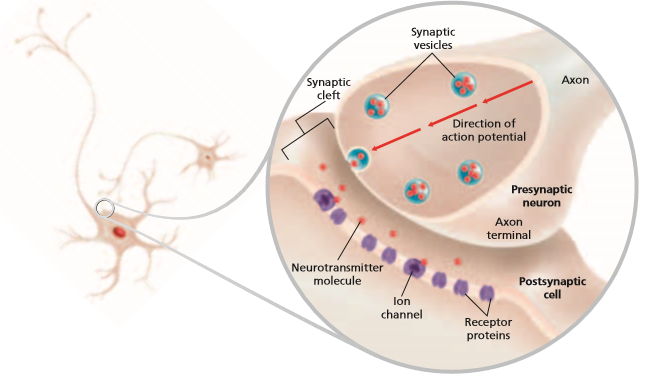 Synaptic
vesicles
Synaptic
cleft
Axon
Direction of
action potential
Presynaptic
neuron
Axon
terminal
Neurotransmitter
molecule
Postsynaptic
cell
Ion
channel
Receptor
proteins